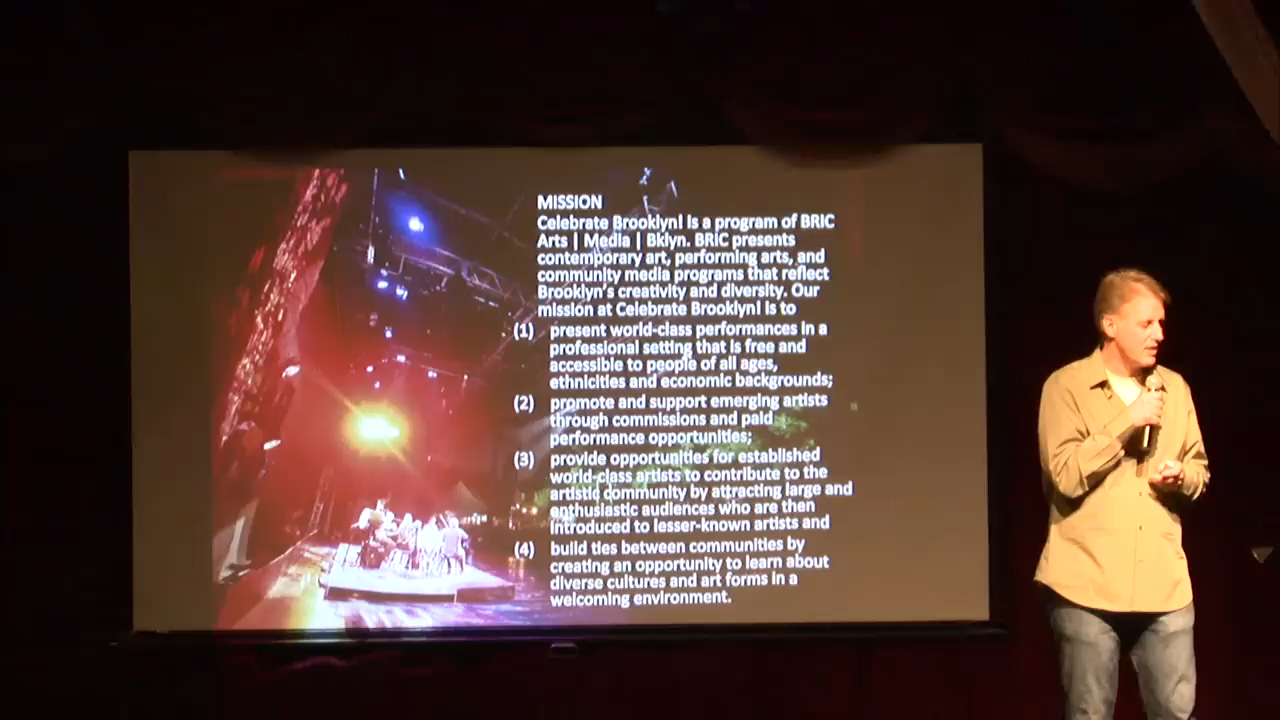 MISSION
Celebrate Brooklyn! is a program of BRIC
Arts | Media | Bklyn. BRIC presents
contemporary art, performing arts, and
community media programs that reflect
Brooklyn's creativity and diversity. Our
mission at Celebrate Brooklyn! is to
(1) present world-class performances in a
professional setting that is free and
accessible to people of all ages,
ethnicities and economic backgrounds;
(2) promote and support emerging artists
through commissions and paid
performance opportunities;
(3) provide opportunities for established
world-class artists to contribute to the
artistic community by attracting large and
enthusiastic audiences who are then
introduced to lesser-known artists and
(4) build ties between communities by
creating an opportunity to learn about
diverse cultures and art forms in a
welcoming environment.